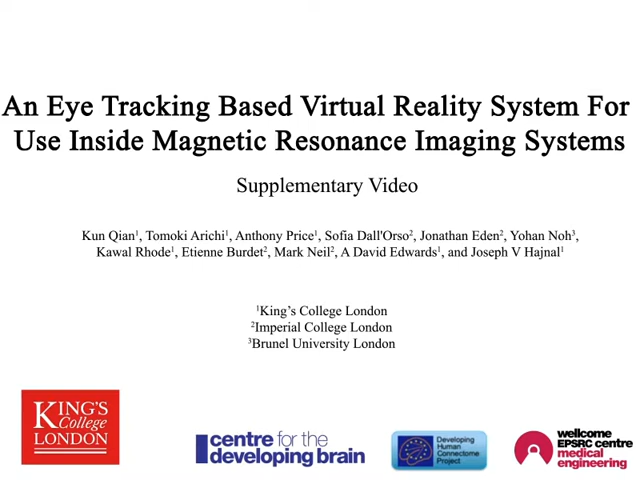 An Eye Tracking Based Virtual Reality System For
Use Inside Magnetic Resonance Imaging Systems
Supplementary Video
Kun Qian¹, Tomoki Arichi¹, Anthony Price¹, Sofia Dall'Orso², Jonathan Eden², Yohan Noh³,
Kawal Rhode¹, Etienne Burdet², Mark Neil², A David Edwards¹, and Joseph V Hajnal¹
¹King's College London
²Imperial College London
³Brunel University London
KING'S
College
LONDON
centre for the
developing brain
Developing
Human
Connectome
Project
wellcome
EPSRC centre
medical
engineering